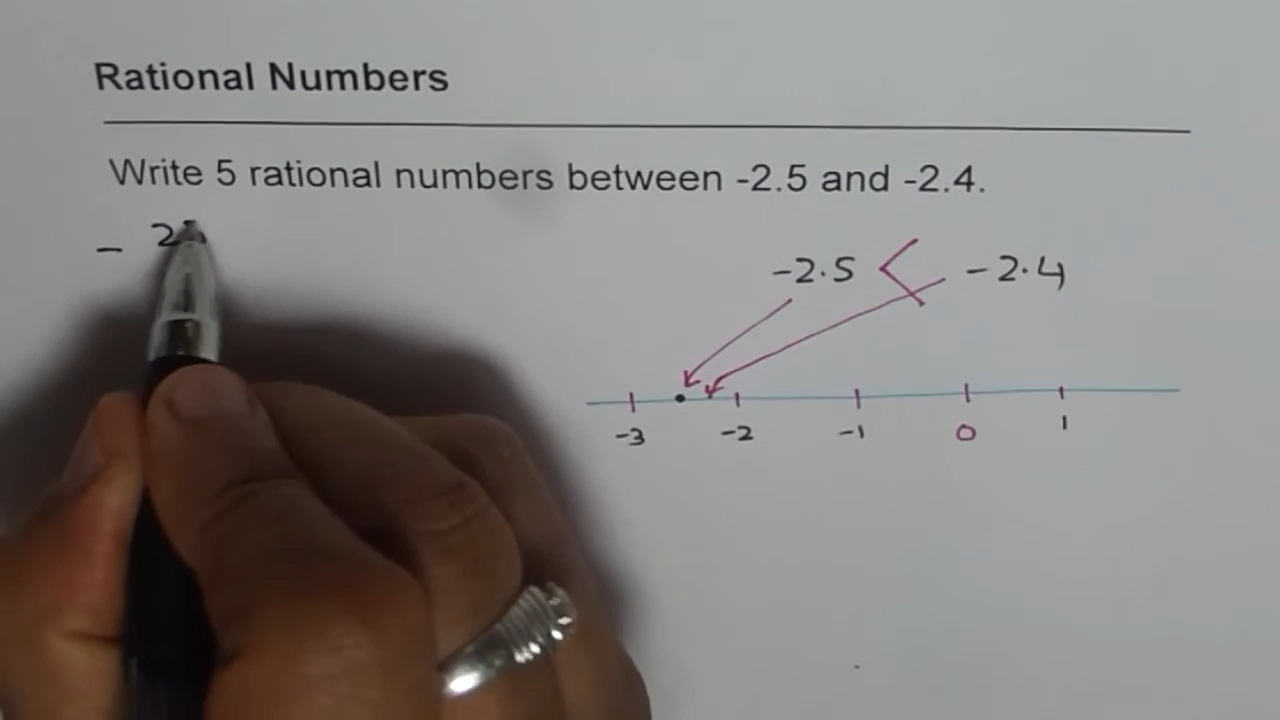 Rational Numbers
Write 5 rational numbers between -2.5 and -2.4.
- 2
-2.5 < -2.4
-3 -2 -1 0 1